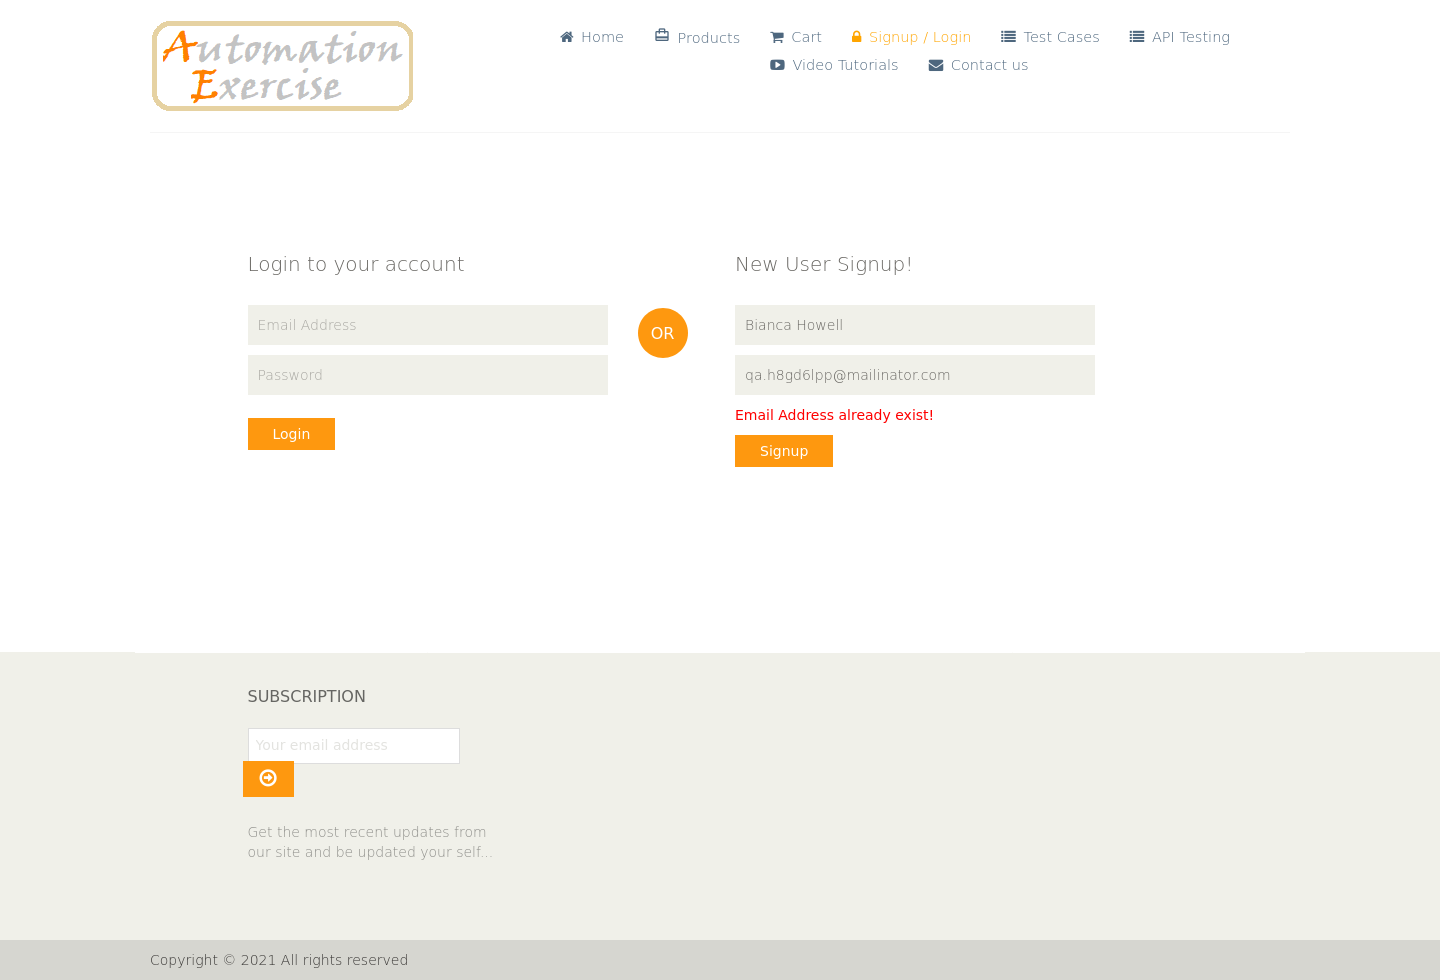 Automation
Exercise
Home
Products
Cart
Signup / Login
Test Cases
API Testing
Video Tutorials
Contact us
Login to your account
Email Address
Password
Login
OR
New User Signup!
Bianca Howell
qa.h8gd6lpp@mailinator.com
Email Address already exist!
Signup
SUBSCRIPTION
Your email address
Get the most recent updates from
our site and be updated your self...
Copyright © 2021 All rights reserved